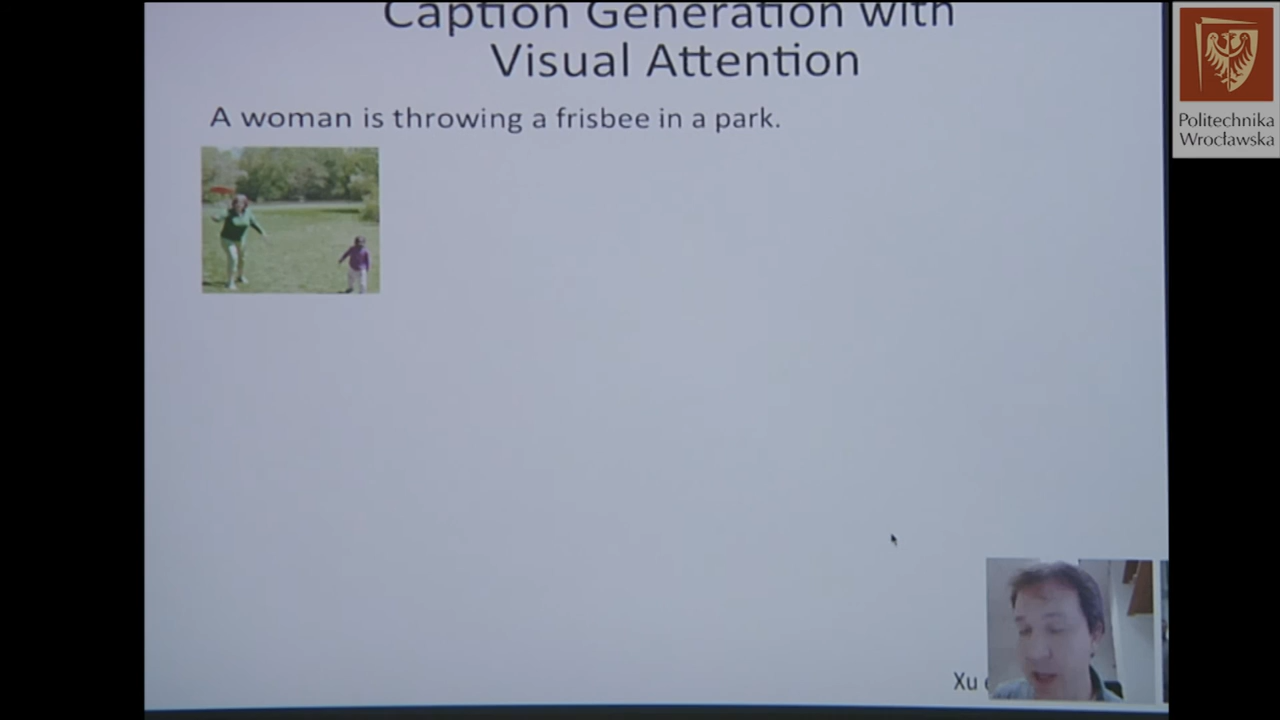 Caption Generation with
Visual Attention
A woman is throwing a frisbee in a park.
Xu
Politechnika
Wrocławska